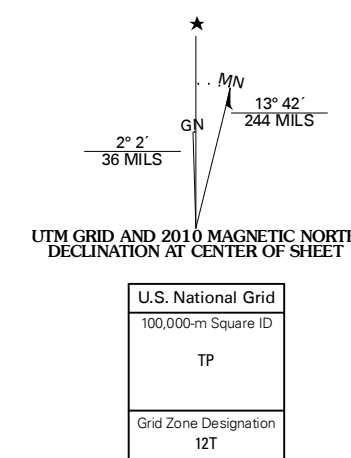 ★
MN
GN
13° 42´
244 MILS
2° 2´
36 MILS
UTM GRID AND 2010 MAGNETIC NORTH
DECLINATION AT CENTER OF SHEET
U.S. National Grid
100,000-m Square ID
TP
Grid Zone Designation
12T